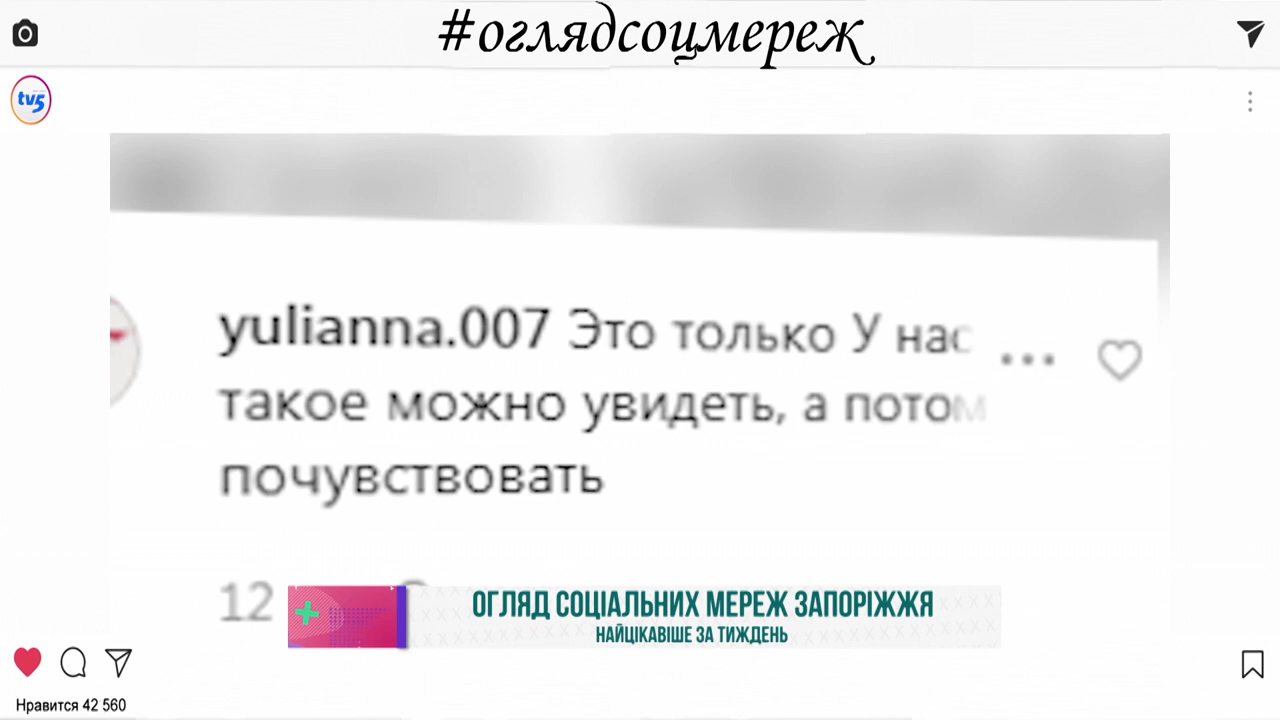 #оглядсоцмереж
tv5
yulianna.007 Это только У нас
такое можно увидеть, а потом
почувствовать
12
ОГЛЯД СОЦІАЛЬНИХ МЕРЕЖ ЗАПОРІЖЖЯ
НАЙЦІКАВІШЕ ЗА ТИЖДЕНЬ
Нравится 42 560